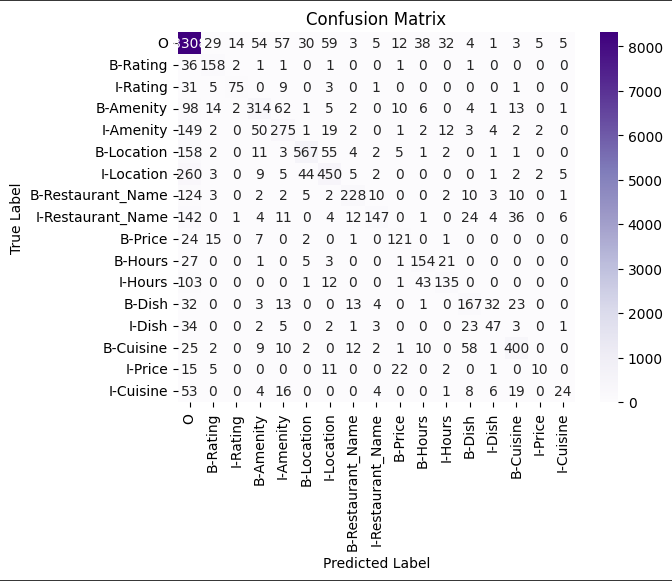 Confusion Matrix
True Label
O 29 14 54 57 30 59 3 5 12 38 32 4 1 3 5 5
B-Rating 36 158 2 1 1 0 1 0 0 1 0 0 1 0 0 0 0
I-Rating 31 5 75 0 9 0 3 0 1 0 0 0 0 0 1 0 0
B-Amenity 98 14 2 314 62 1 5 2 0 10 6 0 4 1 13 0 1
I-Amenity 149 2 0 50 275 1 19 2 0 1 2 12 3 4 2 2 0
B-Location 158 2 0 11 3 567 55 4 2 5 1 2 0 1 1 0 0
I-Location 260 3 0 9 5 44 450 5 2 0 0 2 0 1 2 2 5
B-Restaurant_Name 124 3 0 2 2 5 2 228 10 0 0 2 10 3 10 0 1
I-Restaurant_Name 142 0 1 4 11 0 4 12 147 0 1 0 24 4 36 0 6
B-Price 24 15 0 7 0 2 0 1 0 121 0 1 0 0 0 0 0
B-Hours 27 0 0 1 0 5 3 0 0 1 154 21 0 0 0 0 0
I-Hours 103 0 0 0 0 1 12 0 0 1 43 135 0 0 0 0 0
B-Dish 32 0 0 3 13 0 0 13 4 0 1 0 167 32 23 0 0
I-Dish 34 0 0 2 5 0 2 1 3 0 0 0 23 47 3 0 1
B-Cuisine 25 2 0 9 10 2 0 12 2 1 10 0 58 1 400 0 0
I-Price 15 5 0 0 0 0 11 0 0 22 0 2 0 1 0 10 0
I-Cuisine 53 0 0 4 16 0 0 0 4 0 0 1 8 6 19 0 24
O
B-Rating
I-Rating
B-Amenity
I-Amenity
B-Location
I-Location
B-Restaurant_Name
I-Restaurant_Name
B-Price
B-Hours
I-Hours
B-Dish
I-Dish
B-Cuisine
I-Price
I-Cuisine
Predicted Label
8000
7000
6000
5000
4000
3000
2000
1000
0